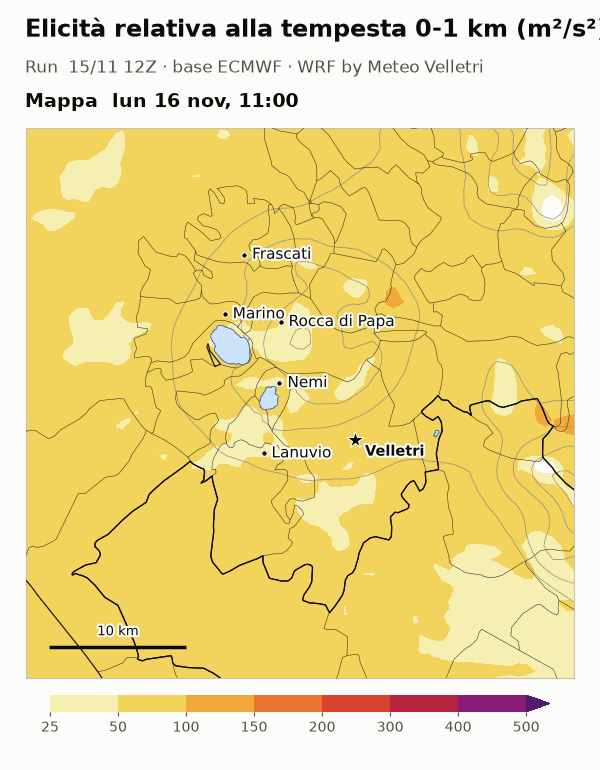 Elicità relativa alla tempesta 0-1 km (m²/s²)
Run 15/11 12Z · base ECMWF · WRF by Meteo Velletri
Mappa lun 16 nov, 11:00
Frascati
Marino
Rocca di Papa
Nemi
Velletri
Lanuvio
10 km
25 50 100 150 200 300 400 500